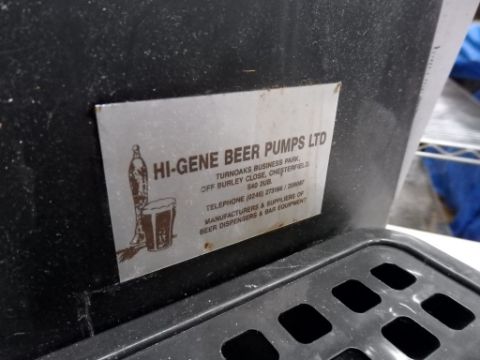 HI-GENE BEER PUMPS LTD
TURNOAKS BUSINESS PARK,
OFF BURLEY CLOSE, CHESTERFIELD.
S40 2UB.
TELEPHONE (0246)
MANUFACTURERS & SUPPLIERS OF
BEER DISPENSERS & BAR EQUIPMENT